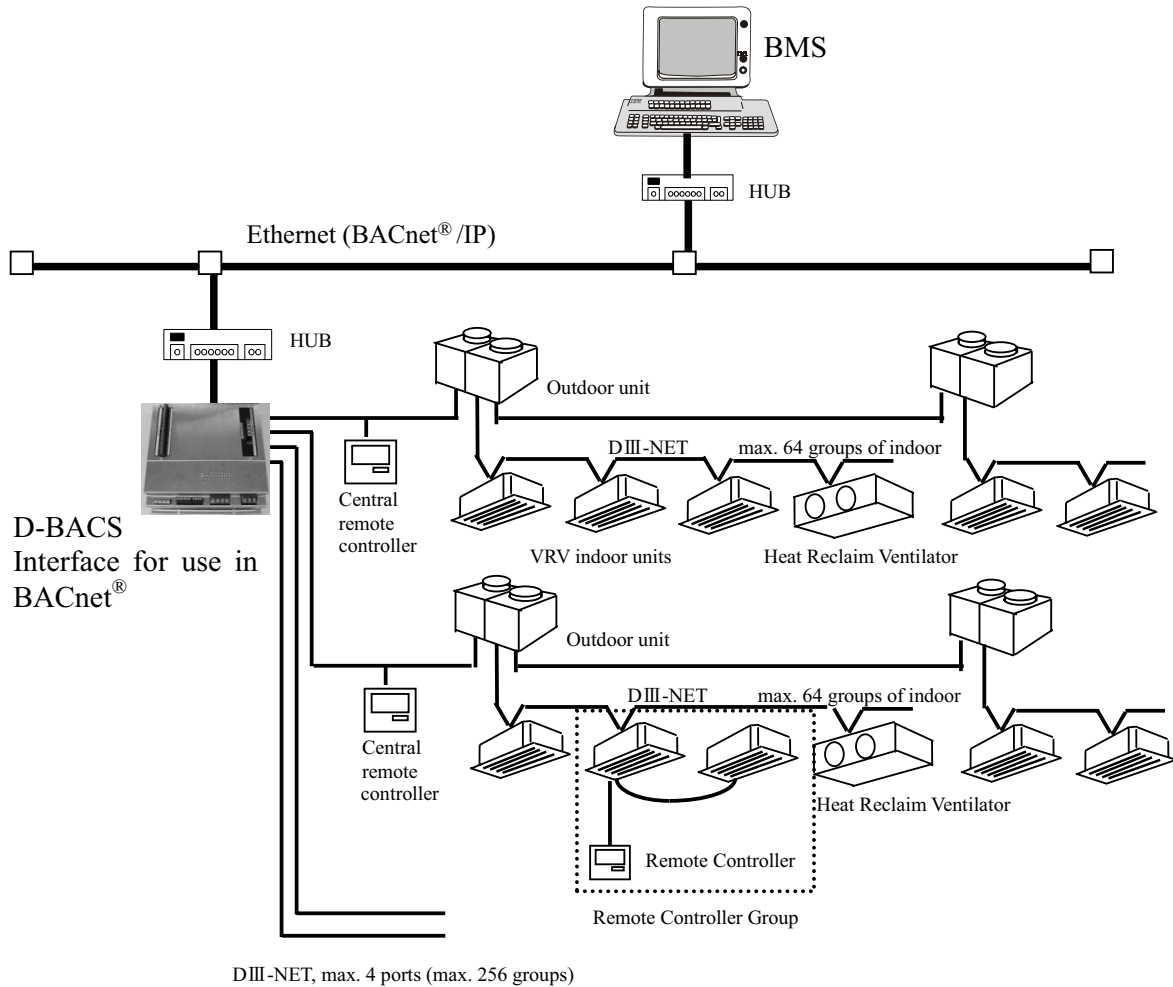 BMS
HUB
Ethernet (BACnet® /IP)
HUB
Outdoor unit
DⅢ-NET
max. 64 groups of indoor
Central
remote
controller
D-BACS
Interface for use in
BACnet®
VRV indoor units
Heat Reclaim Ventilator
Outdoor unit
DⅢ-NET
max. 64 groups of indoor
Central
remote
controller
Heat Reclaim Ventilator
Remote Controller
Remote Controller Group
DⅢ-NET, max. 4 ports (max. 256 groups)